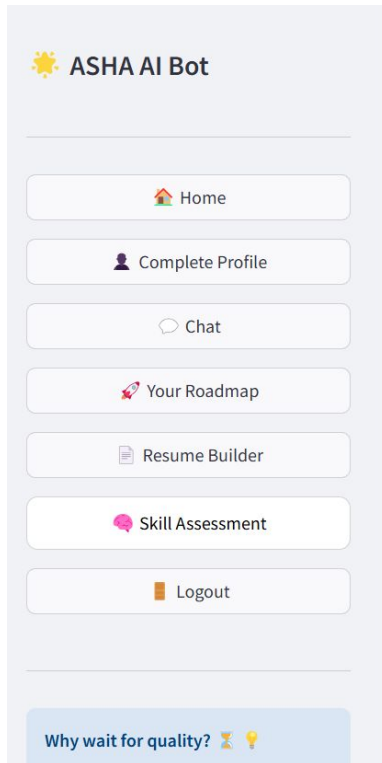 ASHA AI Bot
Home
Complete Profile
Chat
Your Roadmap
Resume Builder
Skill Assessment
Logout
Why wait for quality?